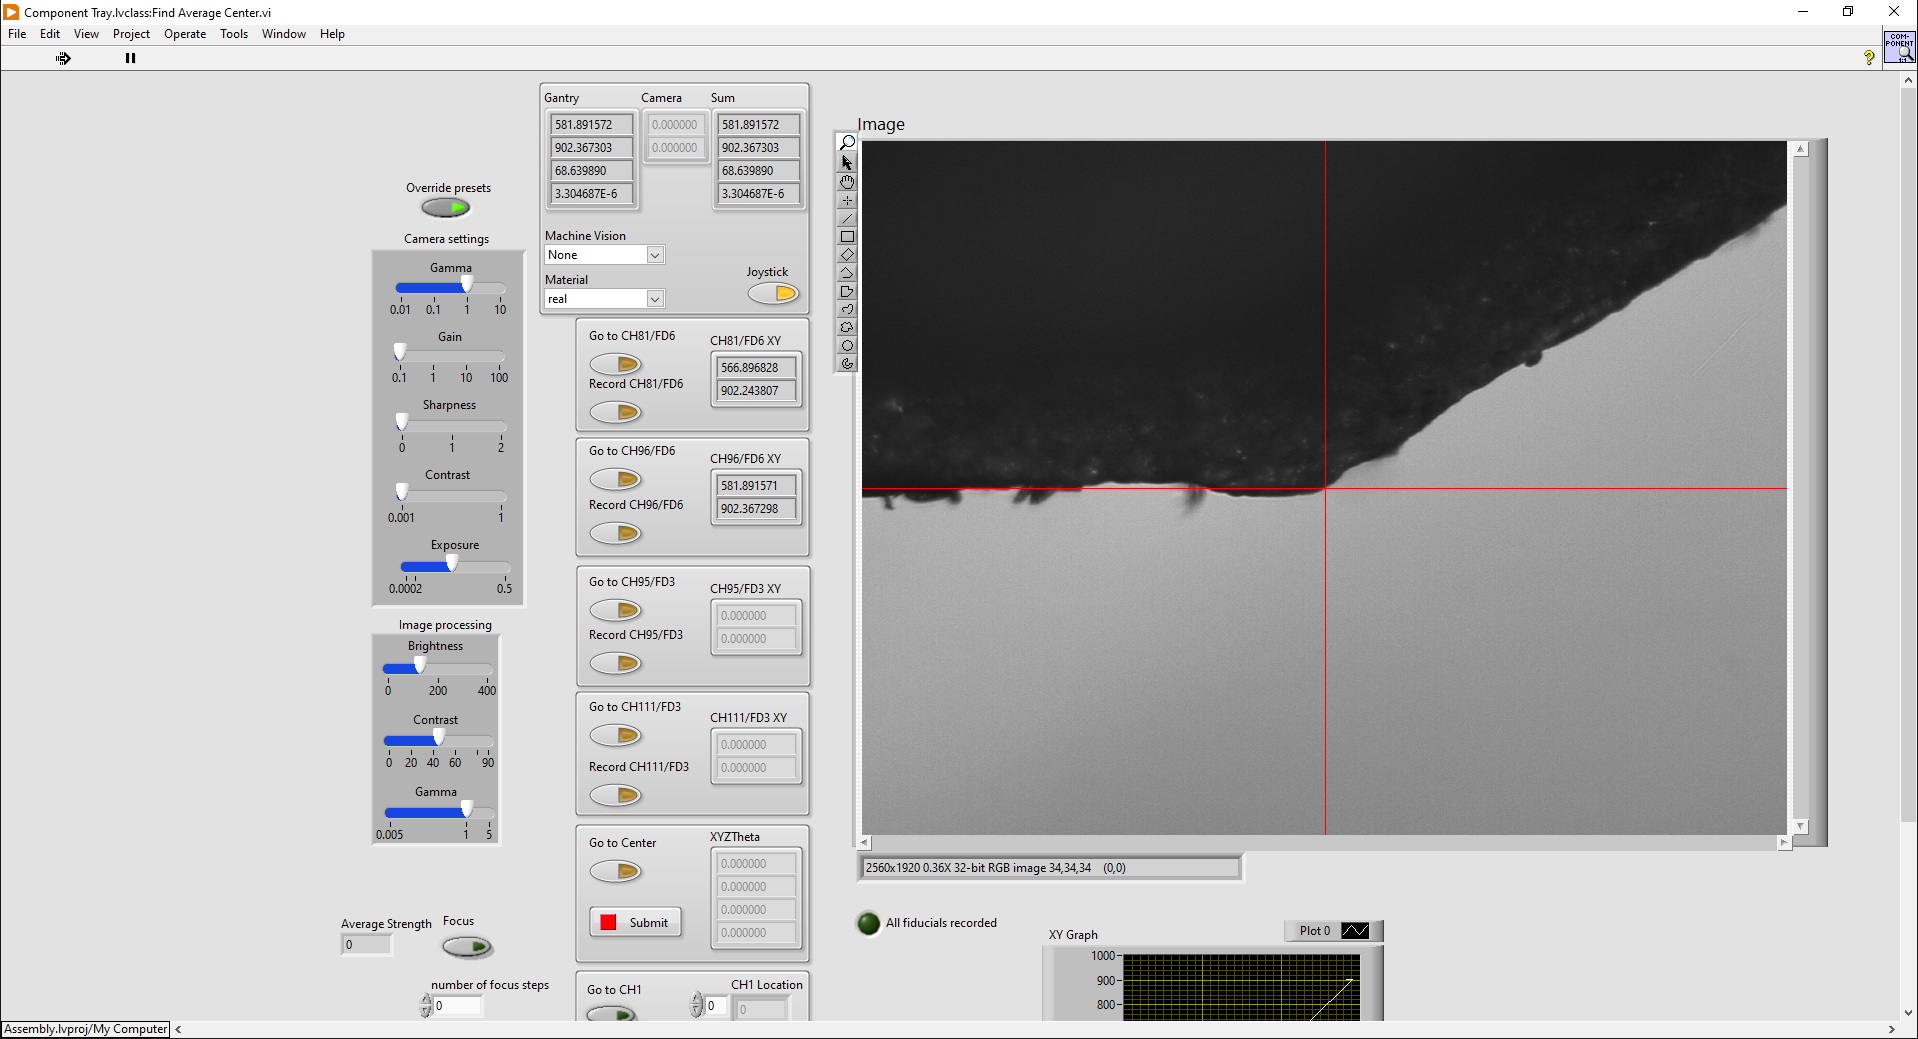 Component Tray.lvclass:Find Average Center.vi
File Edit View Project Operate Tools Window Help
COM-
PONENT
Gantry Camera Sum
581.891572 0.000000 581.891572
902.367303 0.000000 902.367303
68.639890 68.639890
3.304687E-6 3.304687E-6
Machine Vision
None
Material
real
Joystick
Override presets
Camera settings
Gamma
0.01 0.1 1 10
Gain
0.1 1 10 100
Sharpness
0 1 2
Contrast
0.001 1
Exposure
0.0002 0.5
Image processing
Brightness
0 200 400
Contrast
0 20 40 60 90
Gamma
0.005 1 5
Average Strength
0
Focus
number of focus steps
0
Go to CH81/FD6
Record CH81/FD6
CH81/FD6 XY
566.896828
902.243807
Go to CH96/FD6
Record CH96/FD6
CH96/FD6 XY
581.891571
902.367298
Go to CH95/FD3
Record CH95/FD3
CH95/FD3 XY
0.000000
0.000000
Go to CH111/FD3
Record CH111/FD3
CH111/FD3 XY
0.000000
0.000000
Go to Center
Submit
XYZTheta
0.000000
0.000000
0.000000
0.000000
Go to CH1
0
CH1 Location
0
Image
2560x1920 0.36X 32-bit RGB image 34,34,34 (0,0)
All fiducials recorded
XY Graph
Plot 0
1000
900
800
Assembly.lvproj/My Computer